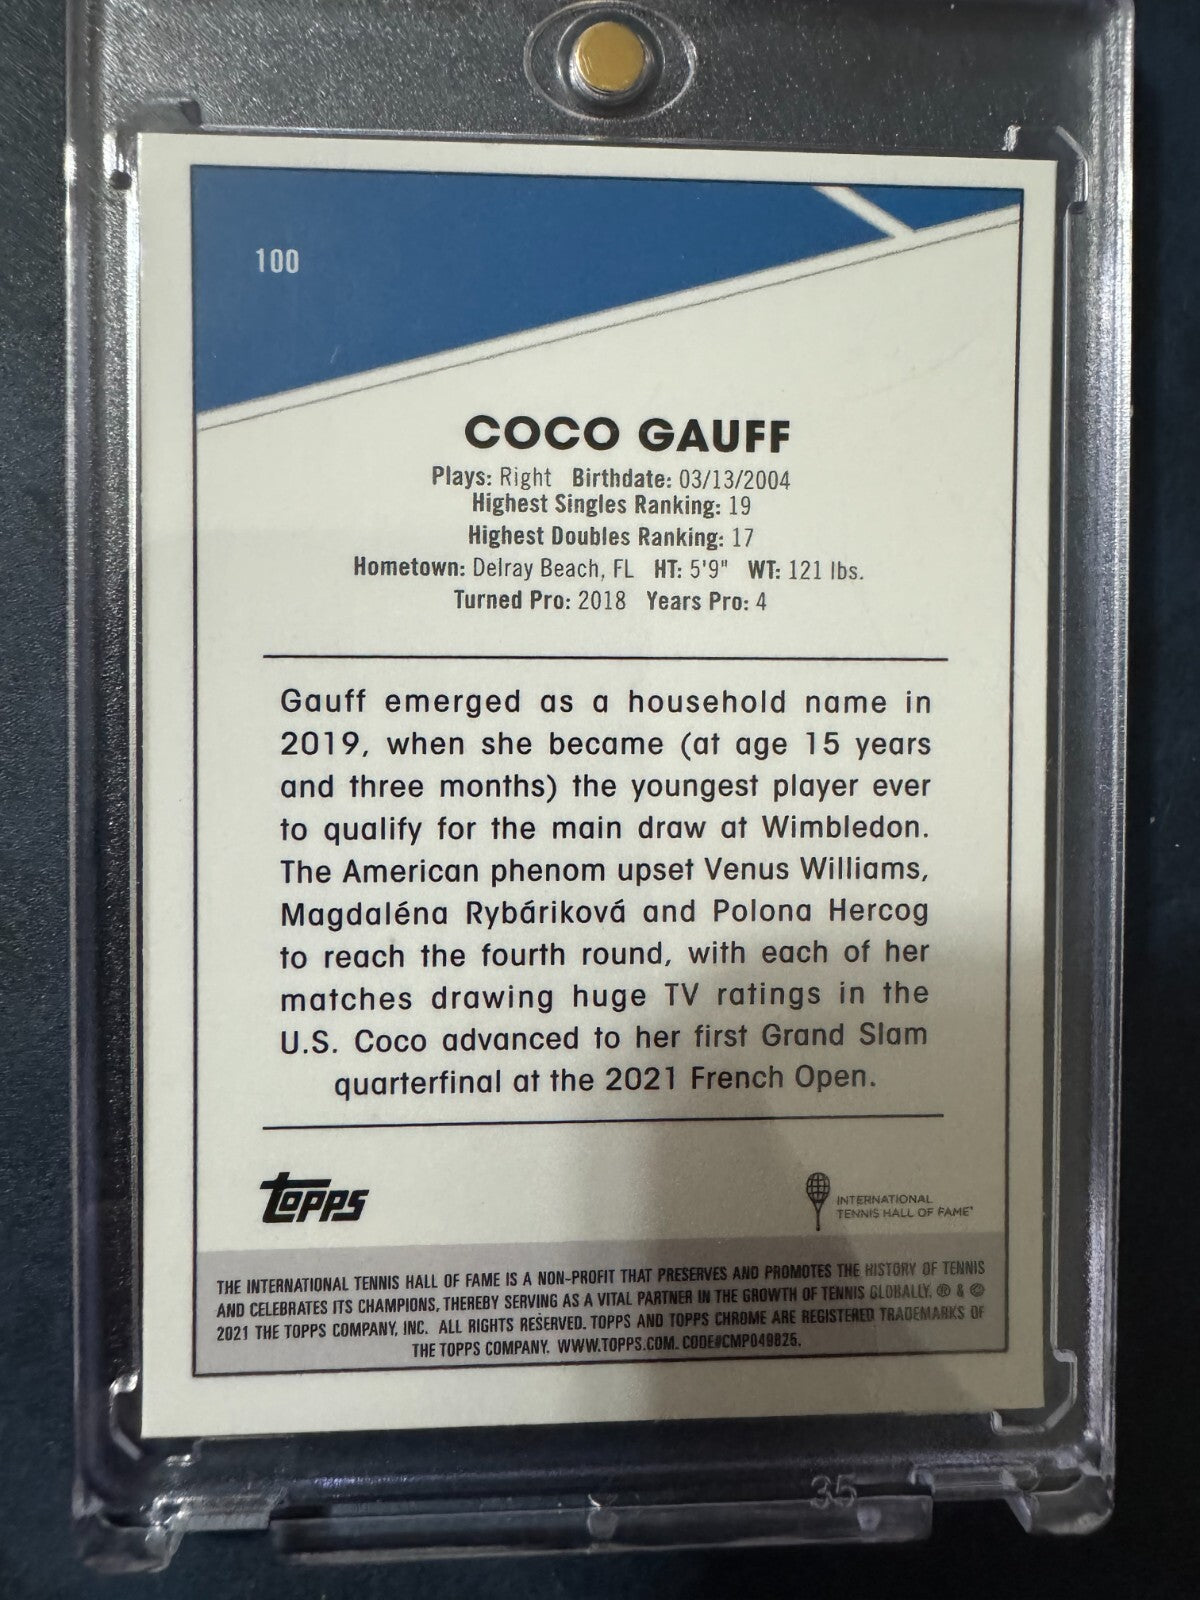 100
COCO GAUFF
Plays: Right Birthdate: 03/13/2004
Highest Singles Ranking: 19
Highest Doubles Ranking: 17
Hometown: Delray Beach, FL HT: 5'9" WT: 121 lbs.
Turned Pro: 2018 Years Pro: 4
Gauff emerged as a household name in
2019, when she became (at age 15 years
and three months) the youngest player ever
to qualify for the main draw at Wimbledon.
The American phenom upset Venus Williams,
Magdaléna Rybáriková and Polona Hercog
to reach the fourth round, with each of her
matches drawing huge TV ratings in the
U.S. Coco advanced to her first Grand Slam
quarterfinal at the 2021 French Open.
Topps
INTERNATIONAL
TENNIS HALL OF FAME®
THE INTERNATIONAL TENNIS HALL OF FAME IS A NON-PROFIT THAT PRESERVES AND PROMOTES THE HISTORY OF TENNIS
AND CELEBRATES ITS CHAMPIONS, THEREBY SERVING AS A VITAL PARTNER IN THE GROWTH OF TENNIS GLOBALLY. ® & ©
2021 THE TOPPS COMPANY, INC. ALL RIGHTS RESERVED. TOPPS AND TOPPS CHROME ARE REGISTERED TRADEMARKS OF
THE TOPPS COMPANY. WWW.TOPPS.COM. CODE#CMP049825.
35